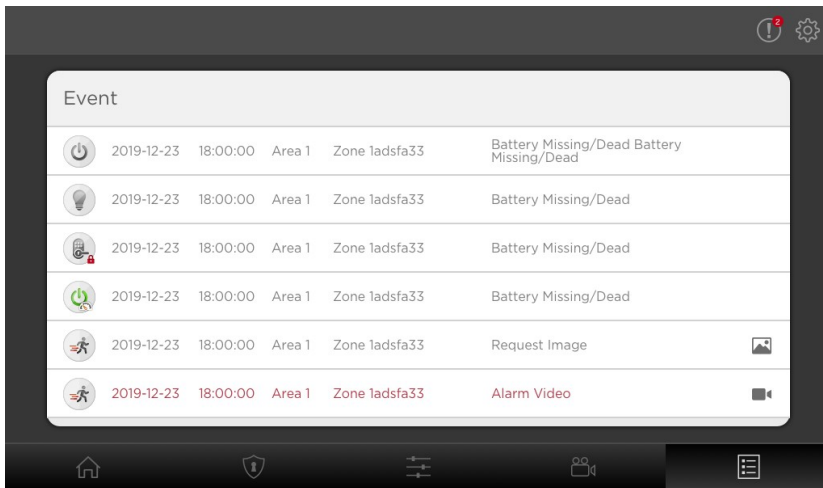 2
Event
2019-12-23 18:00:00 Area 1 Zone 1adsfa33 Battery Missing/Dead Battery
Missing/Dead
2019-12-23 18:00:00 Area 1 Zone 1adsfa33 Battery Missing/Dead
2019-12-23 18:00:00 Area 1 Zone 1adsfa33 Battery Missing/Dead
2019-12-23 18:00:00 Area 1 Zone 1adsfa33 Battery Missing/Dead
2019-12-23 18:00:00 Area 1 Zone 1adsfa33 Request Image
2019-12-23 18:00:00 Area 1 Zone 1adsfa33 Alarm Video